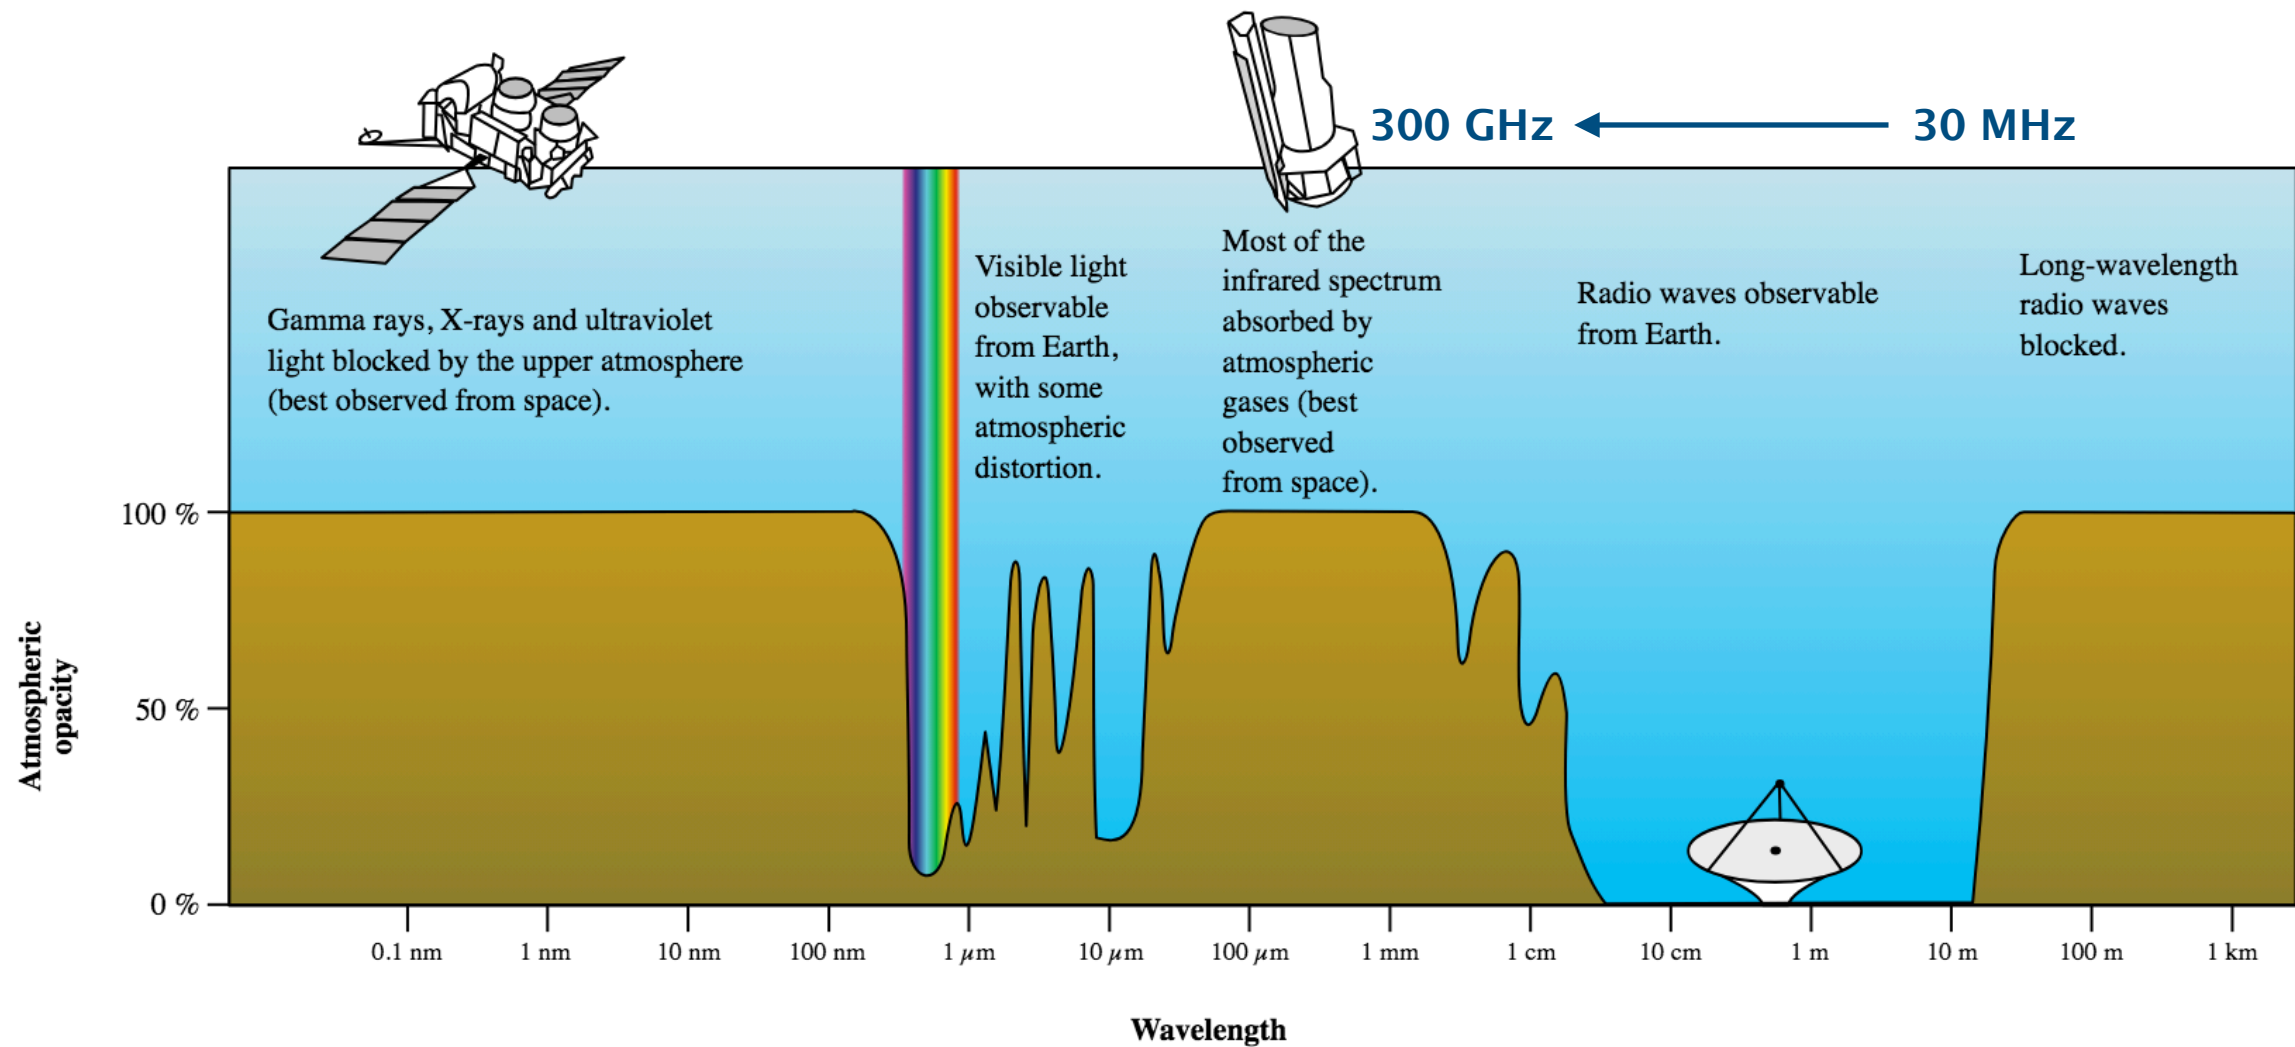 300 GHz
30 MHz
Gamma rays, X-rays and ultraviolet
light blocked by the upper atmosphere
(best observed from space).
Visible light
observable
from Earth,
with some
atmospheric
distortion.
Most of the
infrared spectrum
absorbed by
atmospheric
gases (best
observed
from space).
Radio waves observable
from Earth.
Long-wavelength
radio waves
blocked.
Atmospheric
opacity
100 %
50 %
0 %
0.1 nm
1 nm
10 nm
100 nm
1 μm
10 μm
100 μm
1 mm
1 cm
10 cm
1 m
10 m
100 m
1 km
Wavelength